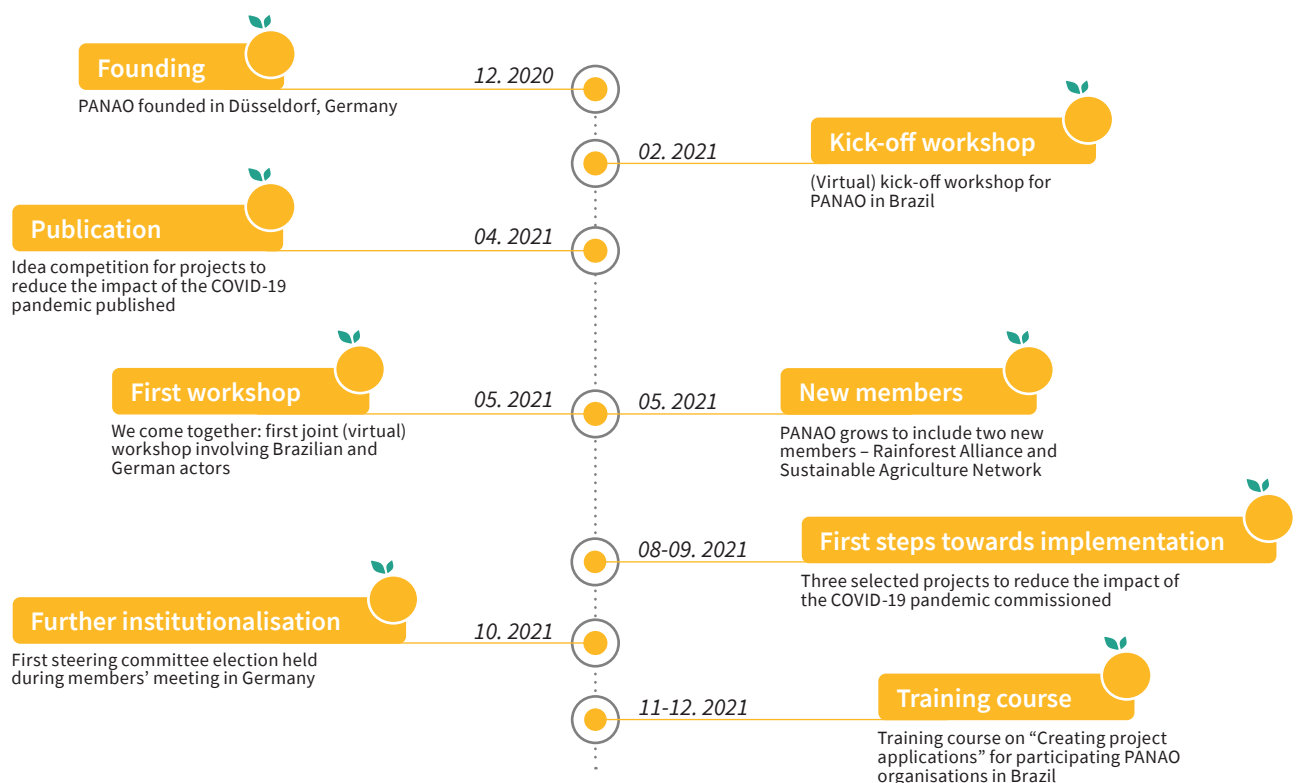 Founding
12. 2020
PANAO founded in Düsseldorf, Germany
02. 2021
Kick-off workshop
(Virtual) kick-off workshop for
PANAO in Brazil
Publication
04. 2021
Idea competition for projects to
reduce the impact of the COVID-19
pandemic published
First workshop
05. 2021
We come together: first joint (virtual)
workshop involving Brazilian and
German actors
05. 2021
New members
PANAO grows to include two new
members – Rainforest Alliance and
Sustainable Agriculture Network
08-09. 2021
First steps towards implementation
Three selected projects to reduce the impact of
the COVID-19 pandemic commissioned
Further institutionalisation
10. 2021
First steering committee election held
during members’ meeting in Germany
11-12. 2021
Training course
Training course on “Creating project
applications” for participating PANAO
organisations in Brazil